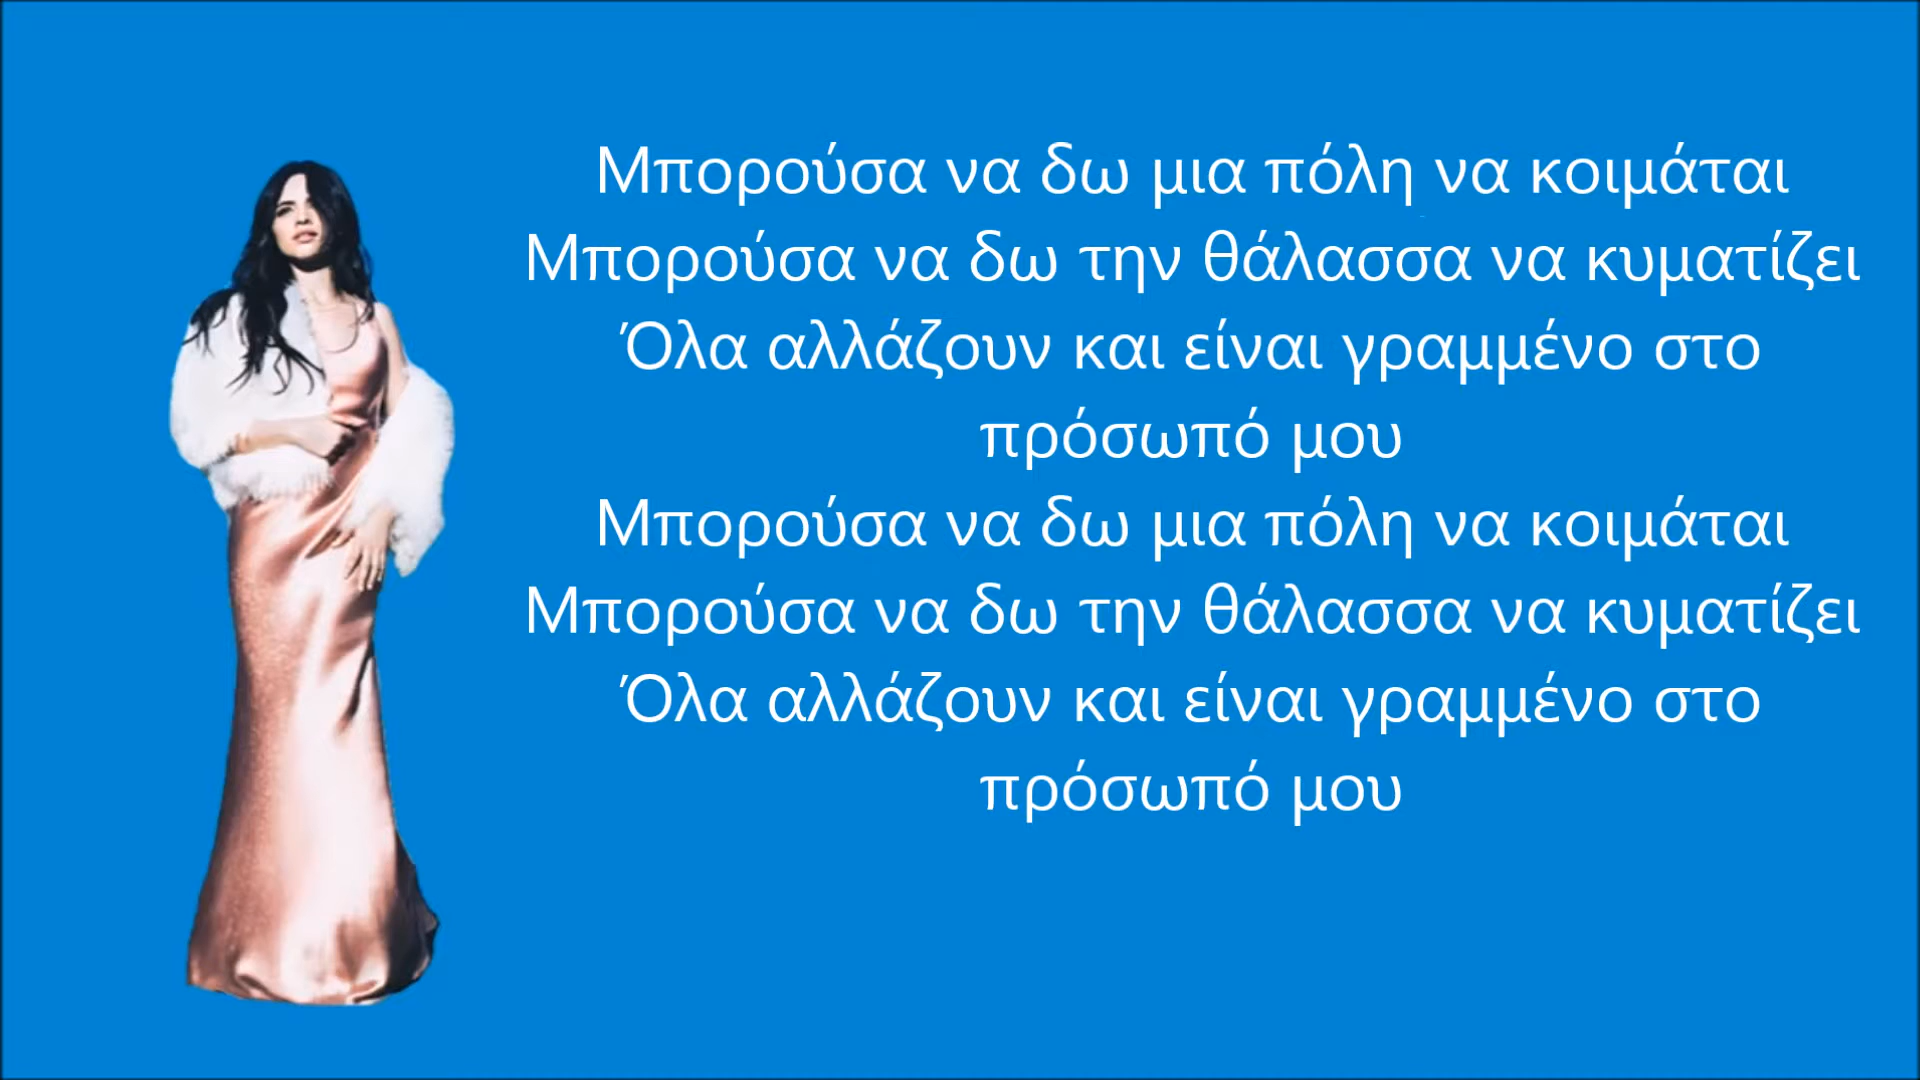 Μπορούσα να δω μια πόλη να κοιμάται
Μπορούσα να δω την θάλασσα να κυματίζει
Όλα αλλάζουν και είναι γραμμένο στο
πρόσωπό μου
Μπορούσα να δω μια πόλη να κοιμάται
Μπορούσα να δω την θάλασσα να κυματίζει
Όλα αλλάζουν και είναι γραμμένο στο
πρόσωπό μου